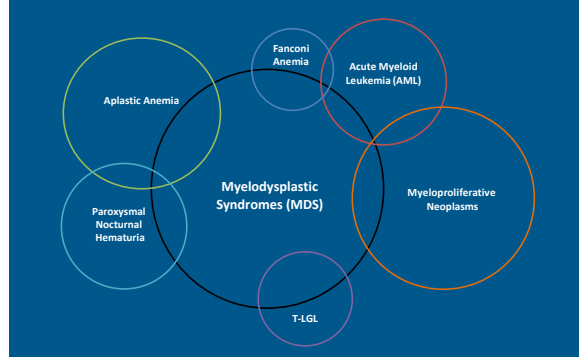 Fanconi
Anemia
Acute Myeloid
Leukemia (AML)
Aplastic Anemia
Myelodysplastic
Syndromes (MDS)
Myeloproliferative
Neoplasms
Paroxysmal
Nocturnal
Hematuria
T-LGL